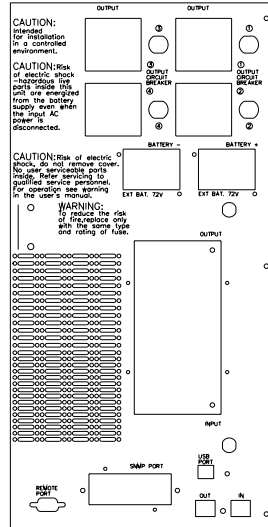 OUTPUT
OUTPUT
CAUTION:
Intended
for installation
in a controlled
environment.
③
①
CAUTION:Risk
of electric shock
-hazardous live
parts inside this
unit are energized
from the battery
supply even when
the input AC
power is
disconnected.
③
OUTPUT
CIRCUIT
BREAKER
④
①
OUTPUT
CIRCUIT
BREAKER
②
④
②
BATTERY -
BATTERY +
CAUTION:Risk of electric
shock, do not remove cover.
No user serviceable parts
inside. Refer servicing to
qualified service personnel.
For operation see warning
in the user's manual.
EXT BAT. 72V
EXT BAT. 72V
WARNING:
To reduce the risk
of fire,replace only
with the same type
and rating of fuse.
OUTPUT
INPUT
USB
PORT
SNMP PORT
REMOTE
PORT
OUT
IN